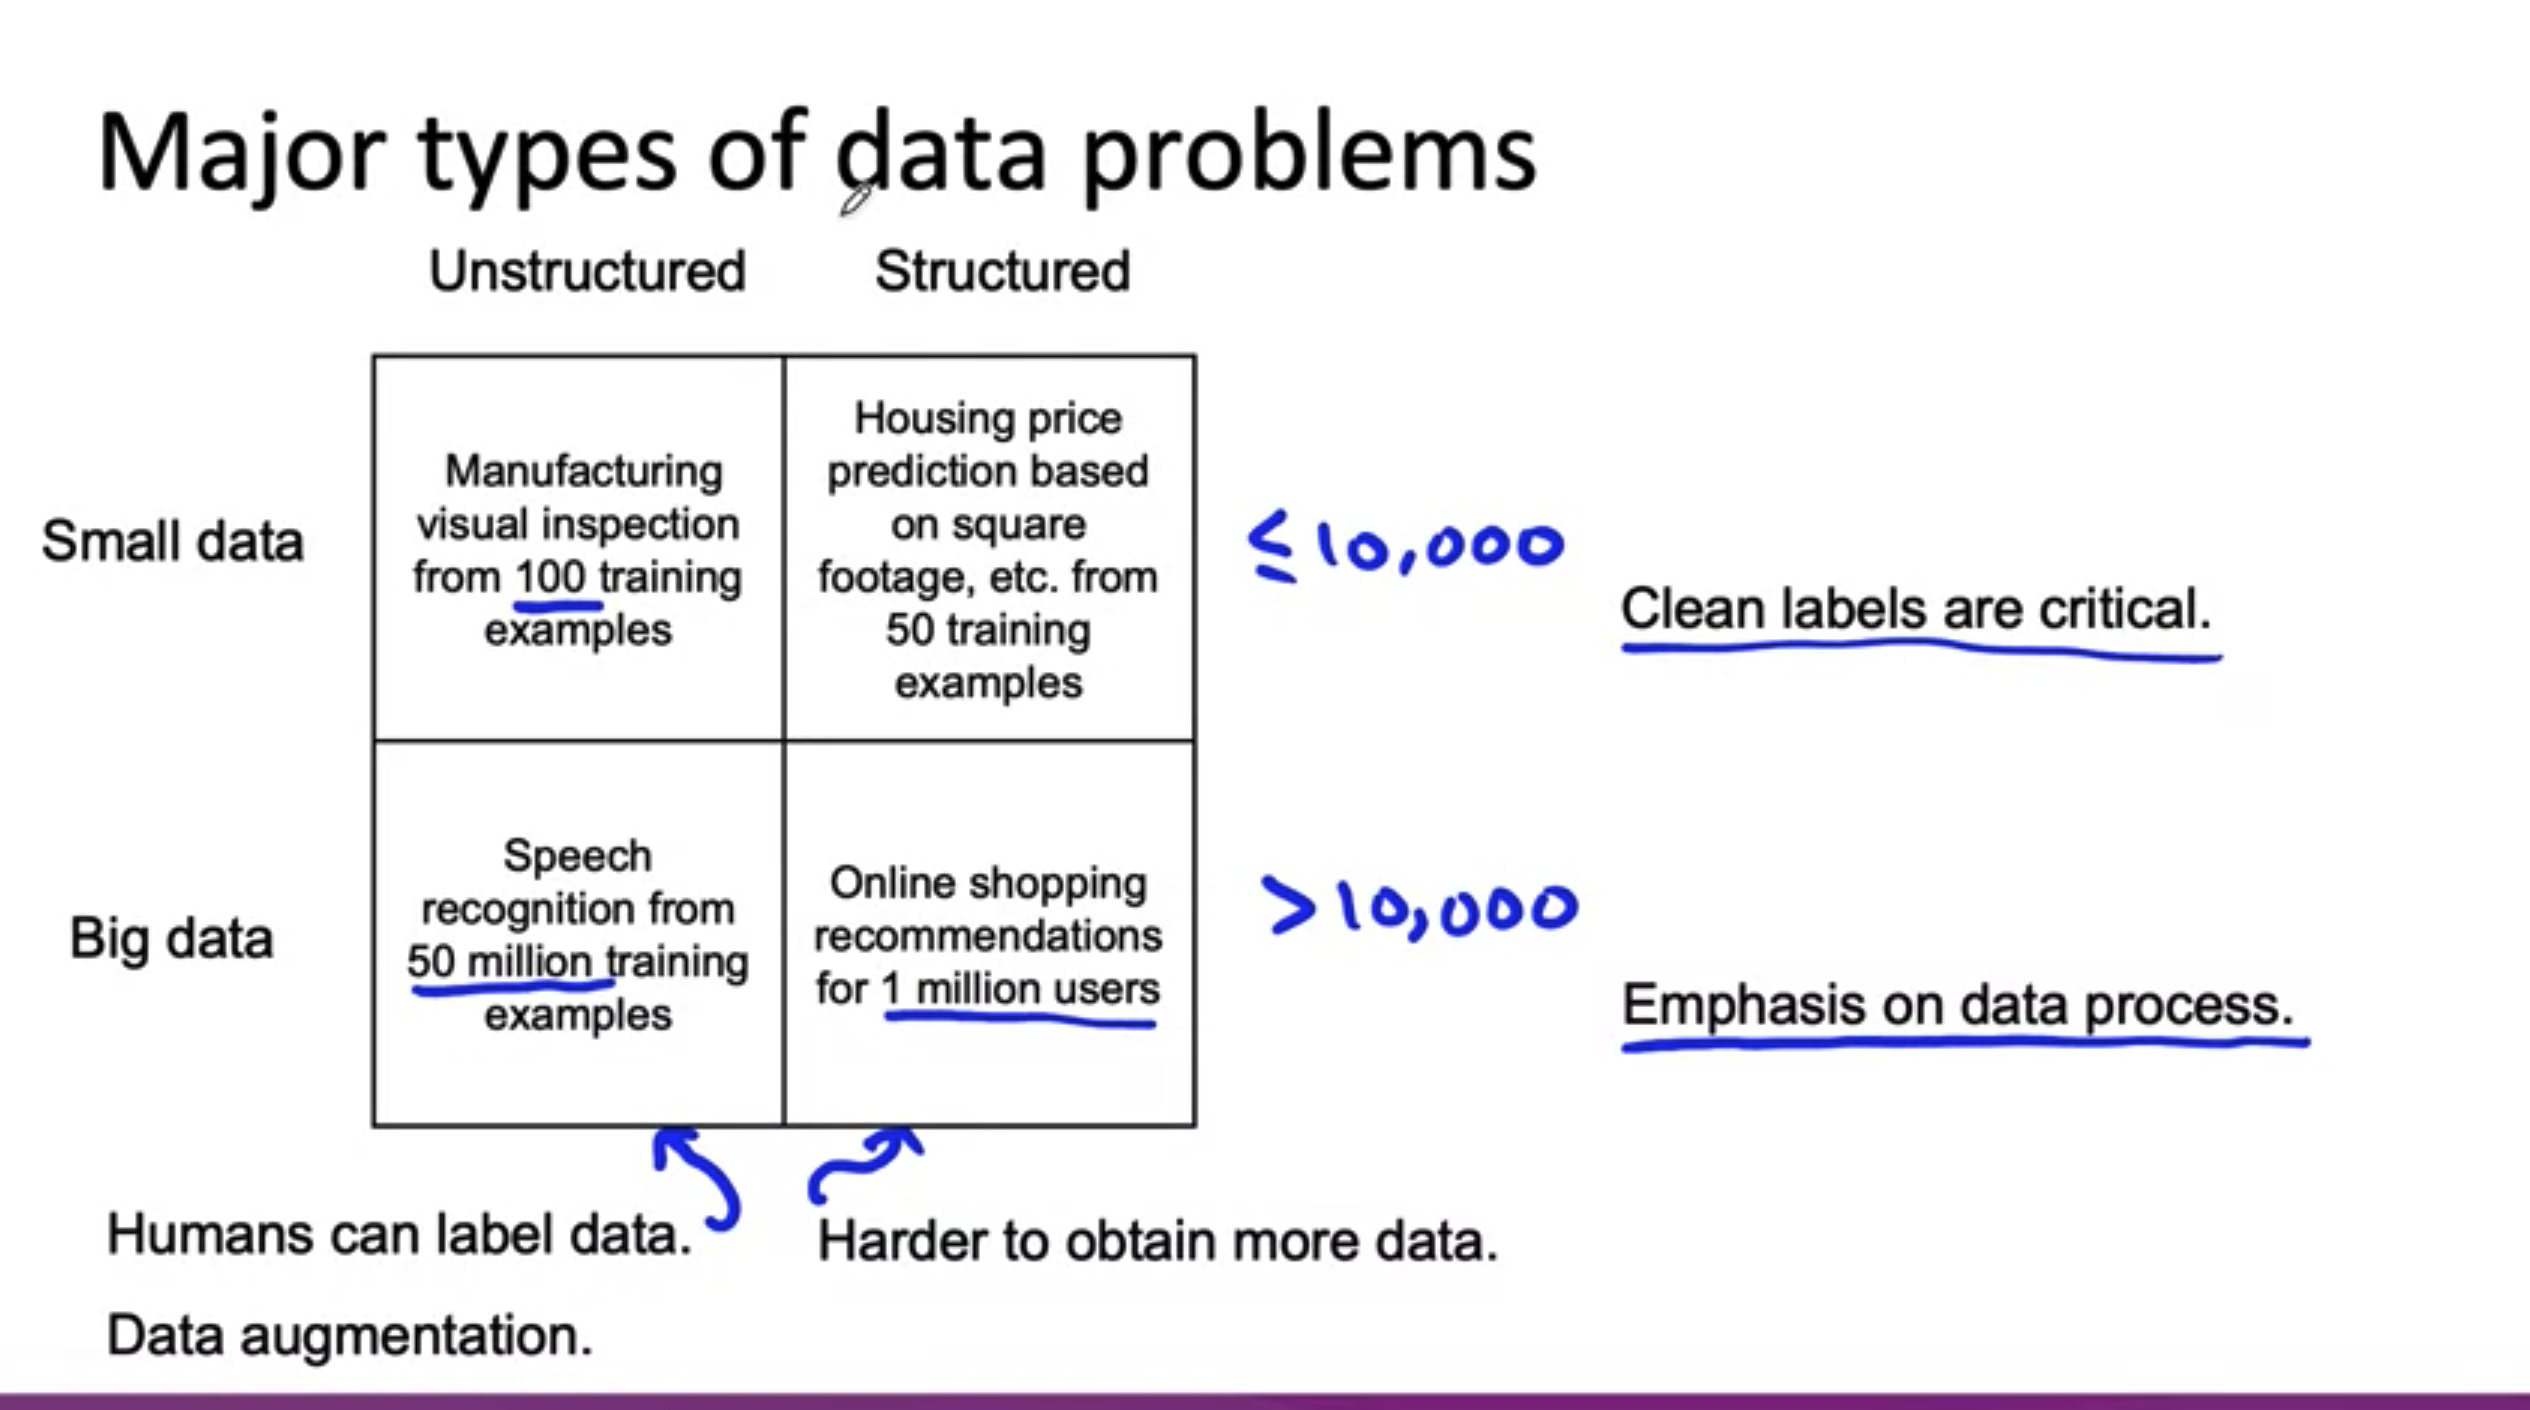 Major types of data problems
Unstructured
Structured
Small data
Manufacturing
visual inspection
from 100 training
examples
Housing price
prediction based
on square
footage, etc. from
50 training
examples
≤ 10,000
Clean labels are critical.
Big data
Speech
recognition from
50 million training
examples
Online shopping
recommendations
for 1 million users
> 10,000
Emphasis on data process.
Humans can label data.
Data augmentation.
Harder to obtain more data.